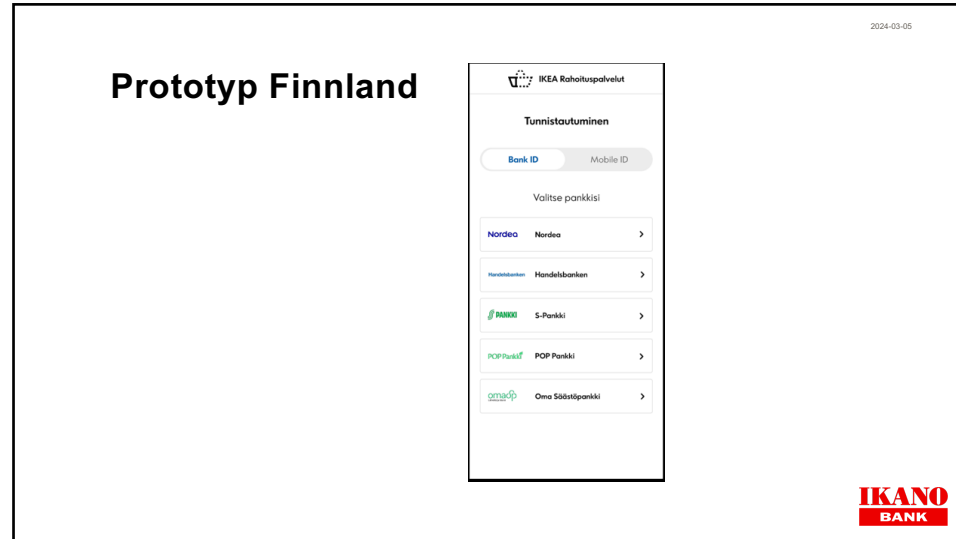 2024-03-05
Prototyp Finnland
IKEA Rahoituspalvelut
Tunnistautuminen
Bank ID Mobile ID
Valitse pankkisi
Nordea Nordea
Handelsbanken Handelsbanken
PANKKI S-Pankki
POP Pankki POP Pankki
omasp Oma Säästöpankki
IKANO
BANK